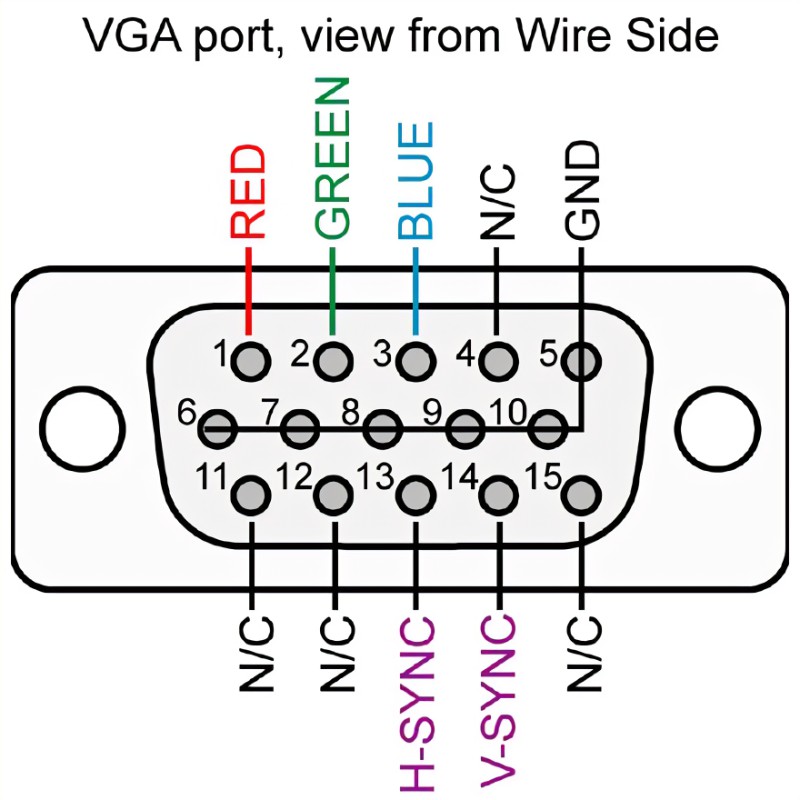 VGA port, view from Wire Side
RED
GREEN
BLUE
N/C
GND
1 2 3 4 5
6 7 8 9 10
11 12 13 14 15
N/C
N/C
H-SYNC
V-SYNC
N/C